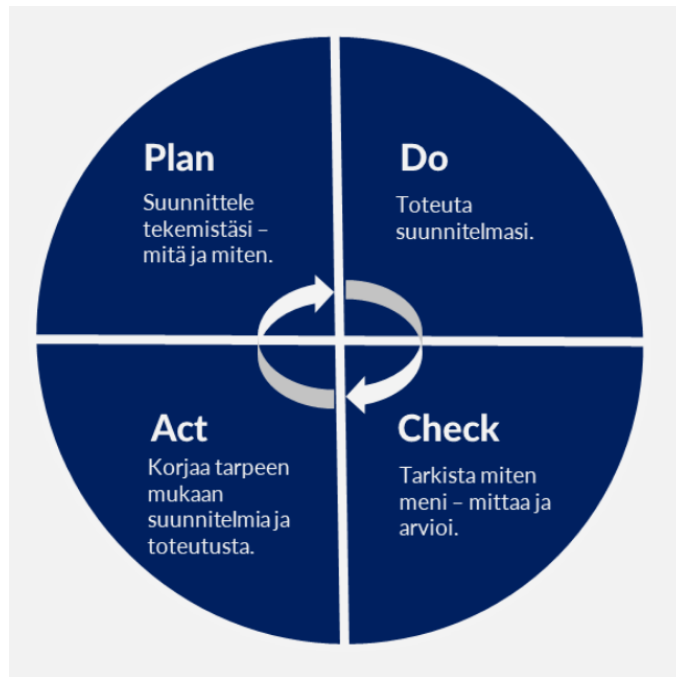 Plan
Suunnittele
tekemistäsi –
mitä ja miten.
Do
Toteuta
suunnitelmasi.
Act
Korjaa tarpeen
mukaan
suunnitelmia ja
toteutusta.
Check
Tarkista miten
meni – mittaa ja
arvioi.